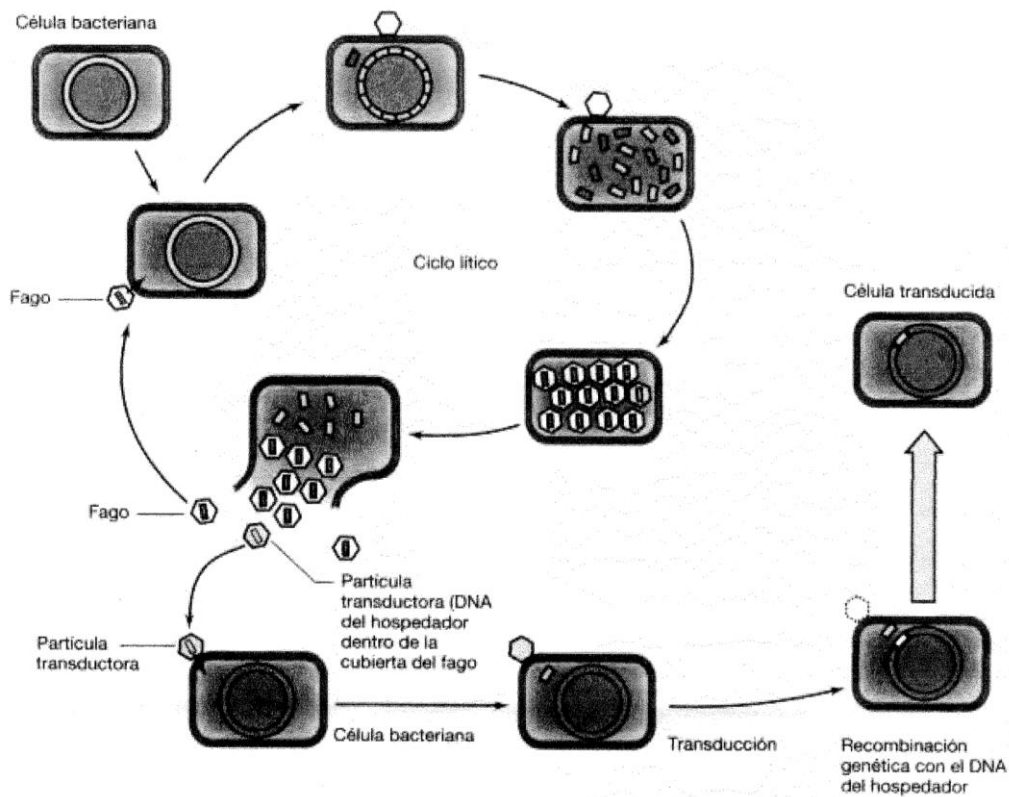 Célula bacteriana
Fago
Ciclo lítico
Célula transducida
Fago
Partícula
transductora (DNA
del hospedador
dentro de la
cubierta del fago
Partícula
transductora
Célula bacteriana
Transducción
Recombinación
genética con el DNA
del hospedador